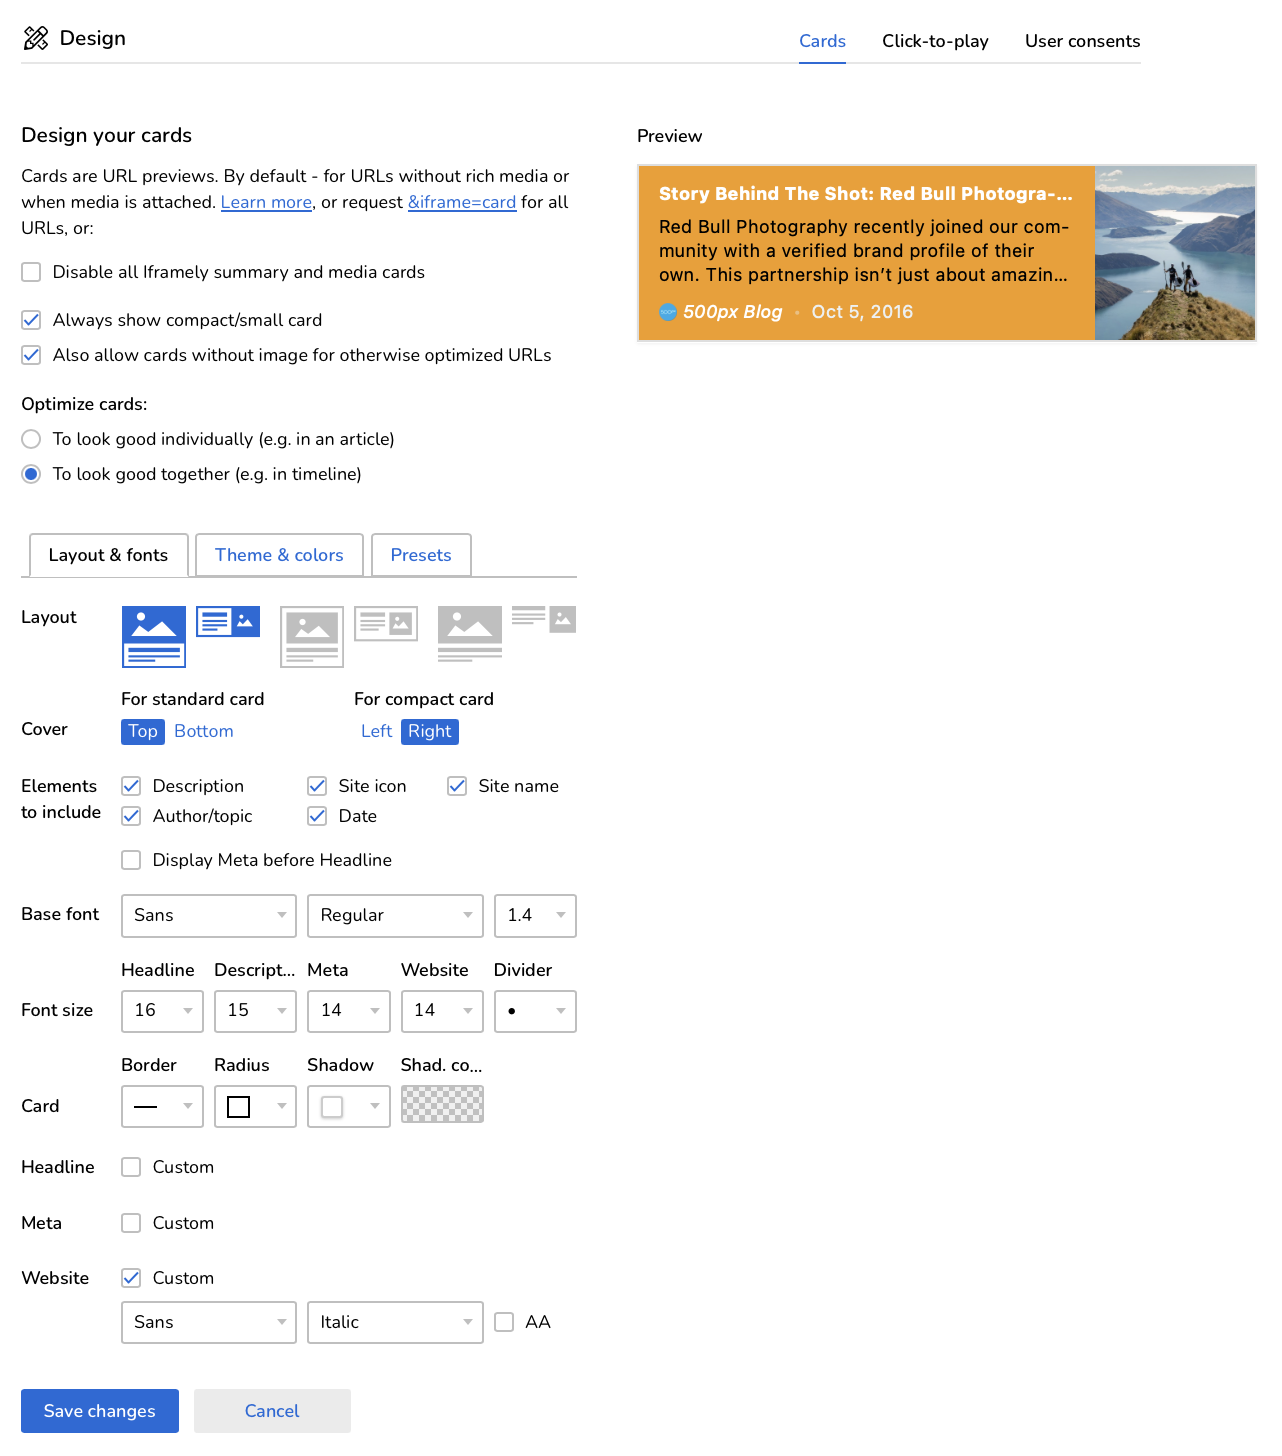 Design
Cards
Click-to-play
User consents
Design your cards
Cards are URL previews. By default - for URLs without rich media or
when media is attached. Learn more, or request &iframe=card for all
URLs, or:
Disable all Iframely summary and media cards
Always show compact/small card
Also allow cards without image for otherwise optimized URLs
Optimize cards:
To look good individually (e.g. in an article)
To look good together (e.g. in timeline)
Preview
Story Behind The Shot: Red Bull Photogra-...
Red Bull Photography recently joined our com-
munity with a verified brand profile of their
own. This partnership isn't just about amazin...
500px Blog • Oct 5, 2016
Layout & fonts
Theme & colors
Presets
Layout
For standard card
For compact card
Cover
Top
Bottom
Left
Right
Elements
to include
Description
Site icon
Site name
Author/topic
Date
Display Meta before Headline
Base font
Sans
Regular
1.4
Headline
Descript...
Meta
Website
Divider
Font size
16
15
14
14
•
Border
Radius
Shadow
Shad. co...
Card
Headline
Custom
Meta
Custom
Website
Custom
Sans
Italic
AA
Save changes
Cancel